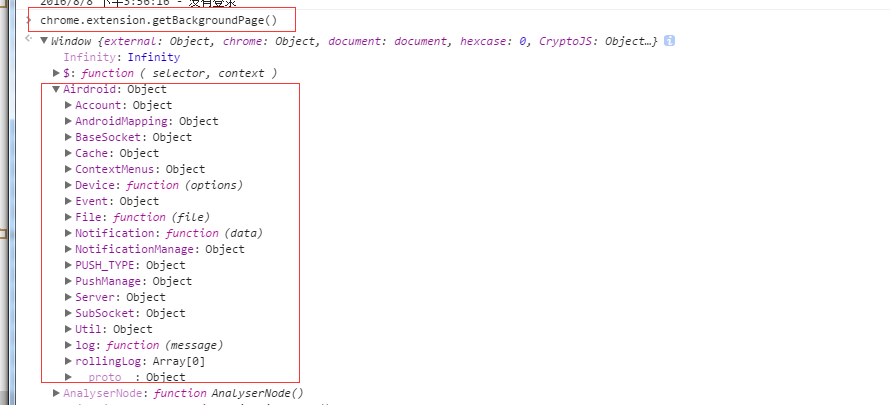 2016/8/8 下午3:56:16 - 没有登录
> chrome.extension.getBackgroundPage()
▼Window {external: Object, chrome: Object, document: document, hexcase: 0, CryptoJS: Object…}
Infinity: Infinity
▶$: function ( selector, context )
▼Airdroid: Object
▶Account: Object
▶AndroidMapping: Object
▶BaseSocket: Object
▶Cache: Object
▶ContextMenus: Object
▶Device: function (options)
▶Event: Object
▶File: function (file)
▶Notification: function (data)
▶NotificationManage: Object
▶PUSH_TYPE: Object
▶PushManage: Object
▶Server: Object
▶SubSocket: Object
▶Util: Object
▶log: function (message)
▶rollingLog: Array[0]
▶__proto__: Object
▶AnalyserNode: function AnalyserNode()